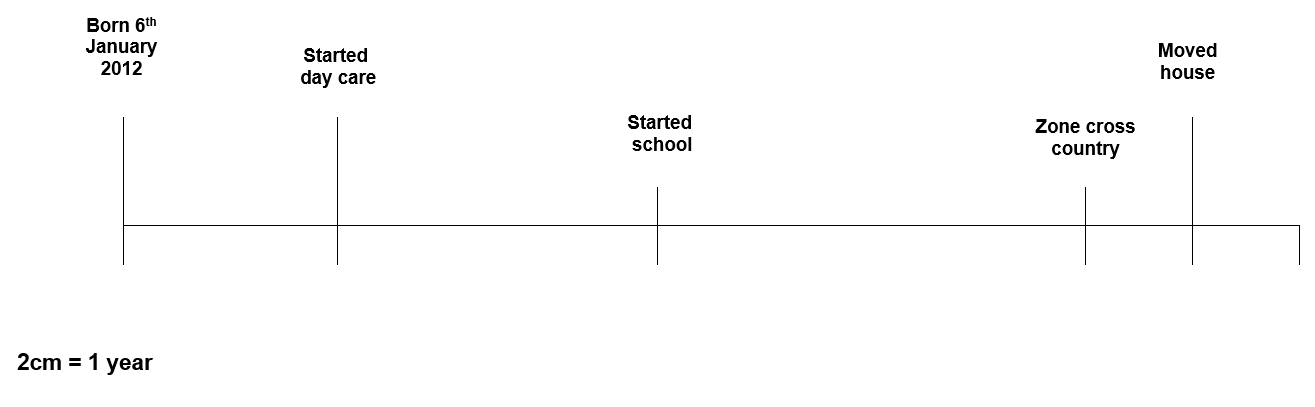 Born 6th
January
2012
Started
day care
Started
school
Zone cross
country
Moved
house
2cm = 1 year